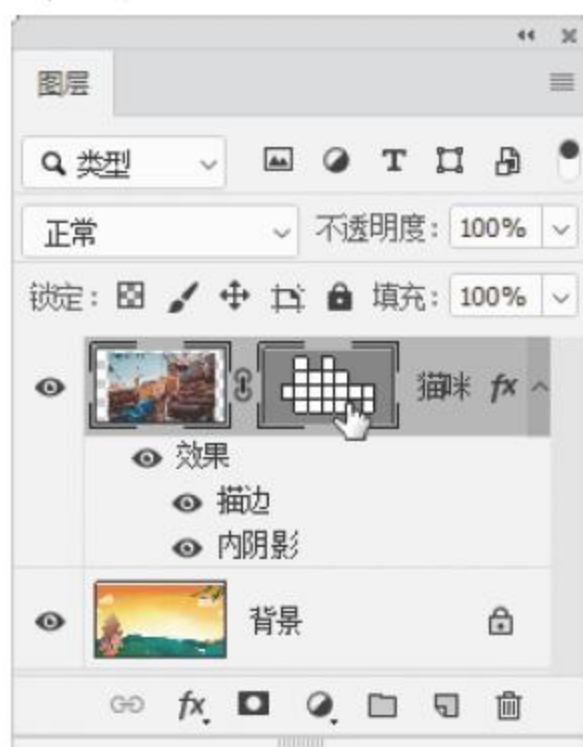 图层
类型
正常 不透明度: 100%
锁定: 填充: 100%
猫咪 fx
效果
描边
内阴影
背景
fx